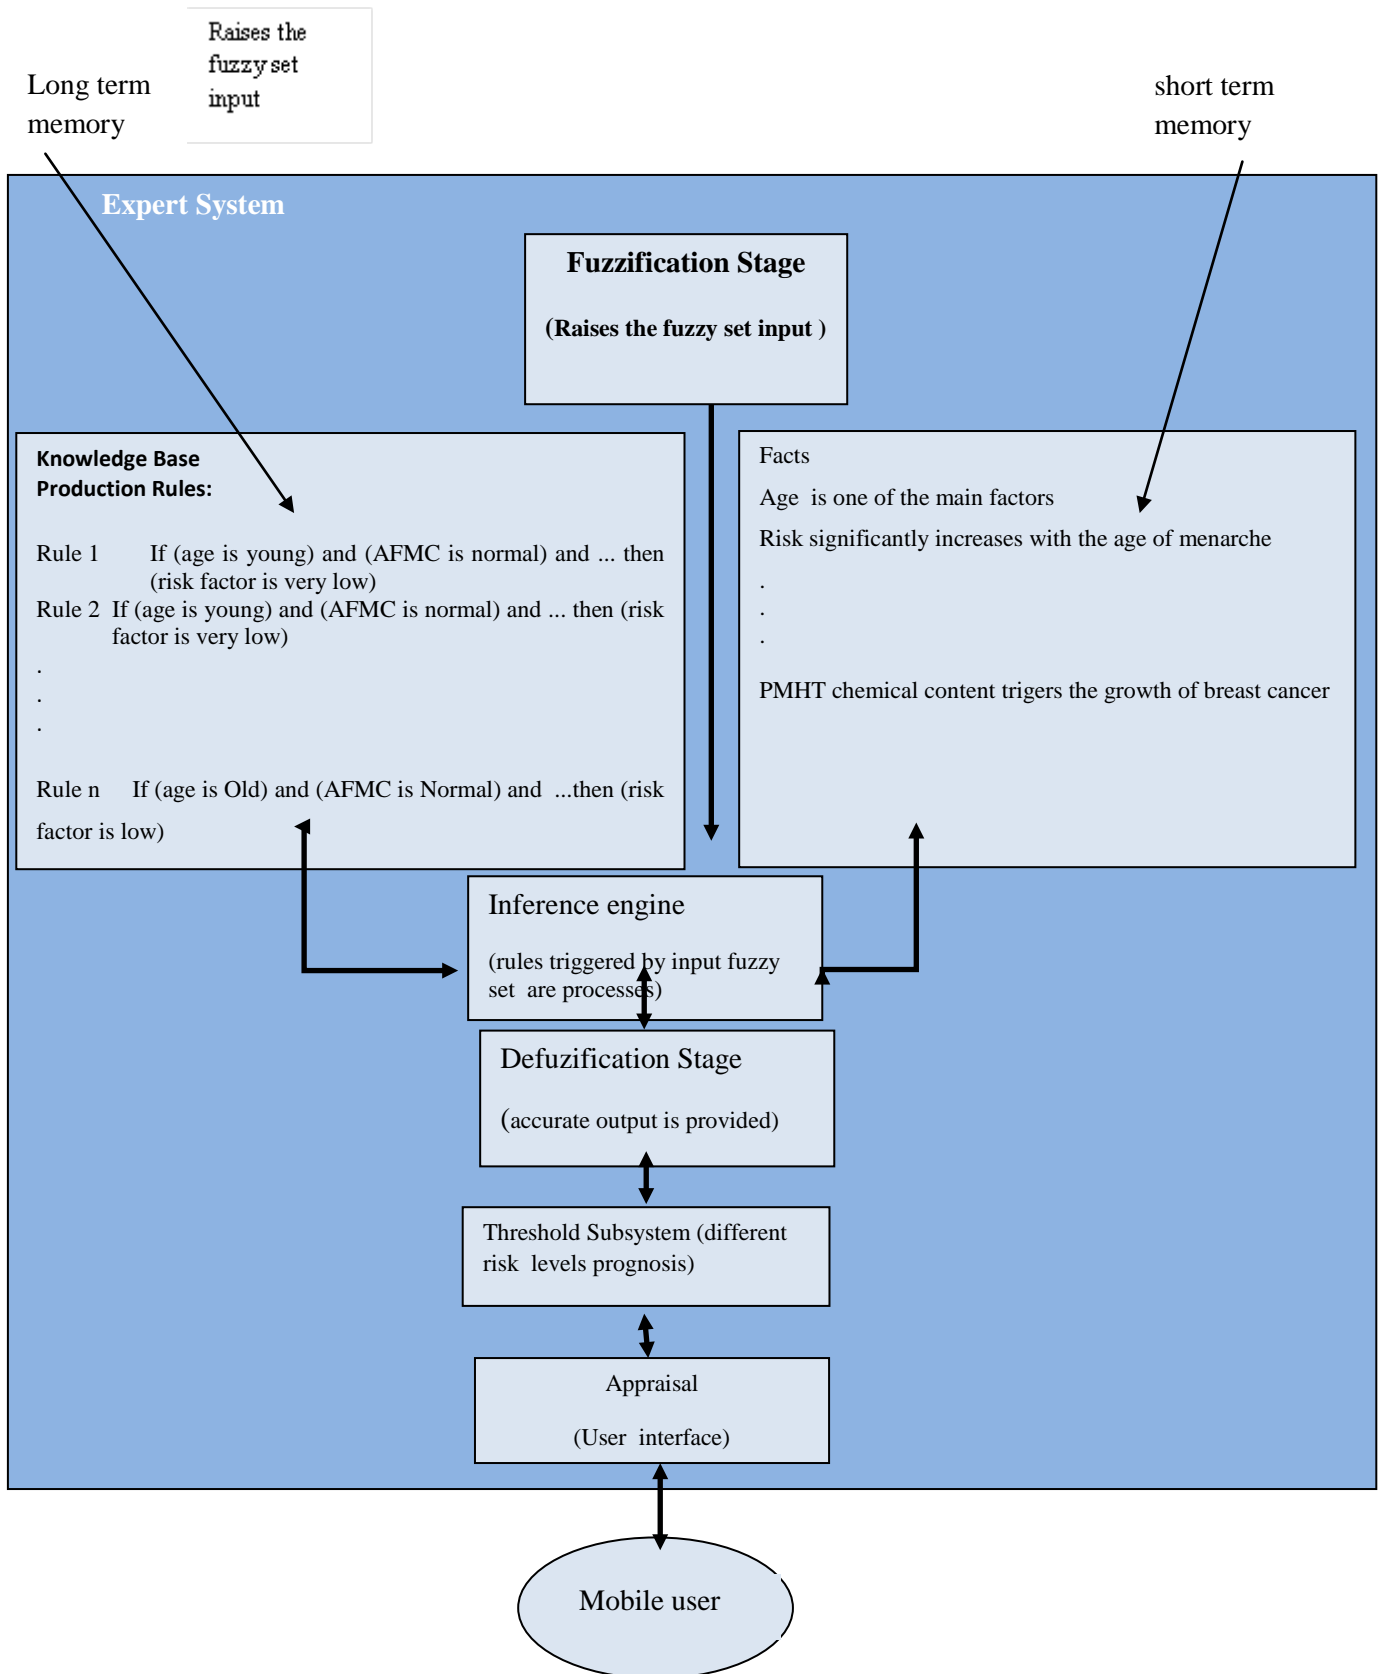 Raises the
fuzzy set
input
Long term
memory
short term
memory
Expert System
Fuzzification Stage
(Raises the fuzzy set input )
Knowledge Base
Production Rules:
Rule 1 If (age is young) and (AFMC is normal) and ... then
(risk factor is very low)
Rule 2 If (age is young) and (AFMC is normal) and ... then (risk
factor is very low)
.
.
.
Rule n If (age is Old) and (AFMC is Normal) and ...then (risk
factor is low)
Facts
Age is one of the main factors
Risk significantly increases with the age of menarche
.
.
.
PMHT chemical content trigers the growth of breast cancer
Inference engine
(rules triggered by input fuzzy
set are processes)
Defuzification Stage
(accurate output is provided)
Threshold Subsystem (different
risk levels prognosis)
Appraisal
(User interface)
Mobile user